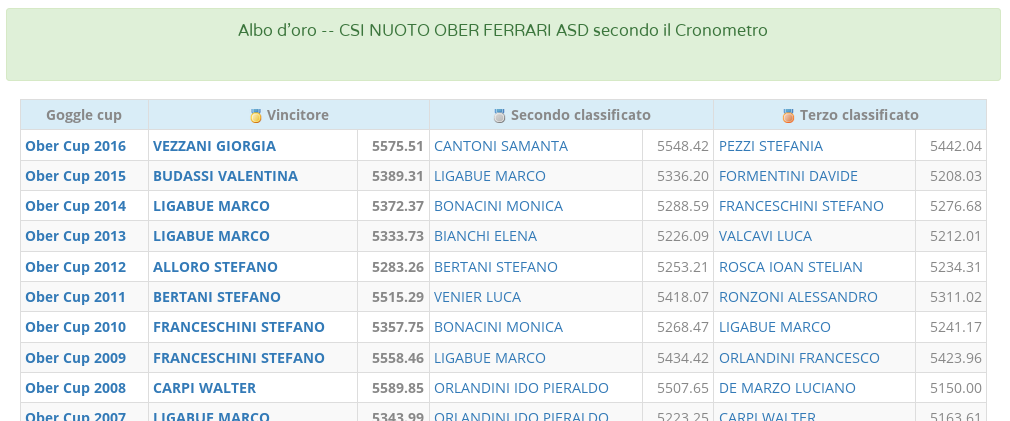 Albo d'oro -- CSI NUOTO OBER FERRARI ASD secondo il Cronometro
Goggle cup Vincitore Secondo classificato Terzo classificato
Ober Cup 2016 VEZZANI GIORGIA 5575.51 CANTONI SAMANTA 5548.42 PEZZI STEFANIA 5442.04
Ober Cup 2015 BUDASSI VALENTINA 5389.31 LIGABUE MARCO 5336.20 FORMENTINI DAVIDE 5208.03
Ober Cup 2014 LIGABUE MARCO 5372.37 BONACINI MONICA 5288.59 FRANCESCHINI STEFANO 5276.68
Ober Cup 2013 LIGABUE MARCO 5333.73 BIANCHI ELENA 5226.09 VALCAVI LUCA 5212.01
Ober Cup 2012 ALLORO STEFANO 5283.26 BERTANI STEFANO 5253.21 ROSCA IOAN STELIAN 5234.31
Ober Cup 2011 BERTANI STEFANO 5515.29 VENIER LUCA 5418.07 RONZONI ALESSANDRO 5311.02
Ober Cup 2010 FRANCESCHINI STEFANO 5357.75 BONACINI MONICA 5268.47 LIGABUE MARCO 5241.17
Ober Cup 2009 FRANCESCHINI STEFANO 5558.46 LIGABUE MARCO 5434.42 ORLANDINI FRANCESCO 5423.96
Ober Cup 2008 CARPI WALTER 5589.85 ORLANDINI IDO PIERALDO 5507.65 DE MARZO LUCIANO 5150.00
Ober Cup 2007 LIGABUE MARCO 5343.99 ORLANDINI IDO PIERALDO 5223.25 CARPI WALTER 5163.61